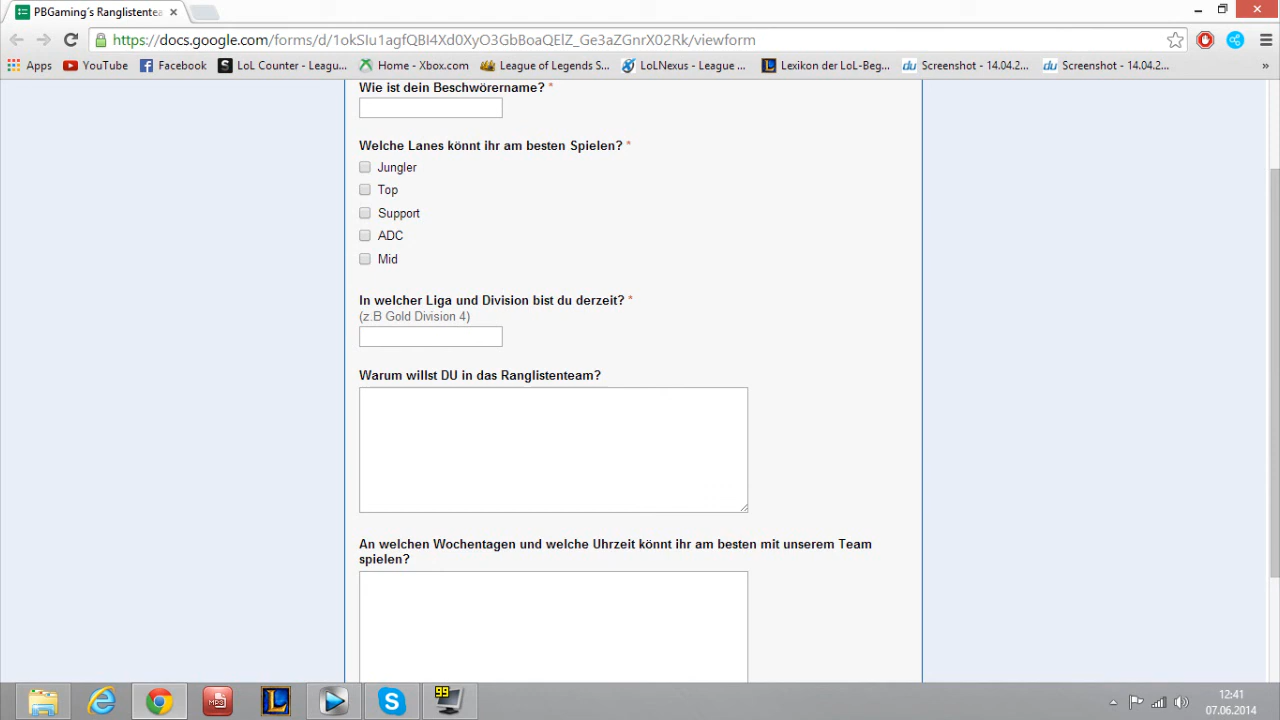 PBGaming´s Ranglistentea
https://docs.google.com/forms/d/1okSIu1agfQBI4Xd0XyO3GbBoaQElZ_Ge3aZGnrX02Rk/viewform
Apps YouTube Facebook LoL Counter - Leagu... Home - Xbox.com League of Legends S... LoLNexus - League ... Lexikon der LoL-Beg... Screenshot - 14.04.2... Screenshot - 14.04.2... »
Wie ist dein Beschwörername? *
Welche Lanes könnt ihr am besten Spielen? *
Jungler
Top
Support
ADC
Mid
In welcher Liga und Division bist du derzeit? *
(z.B Gold Division 4)
Warum willst DU in das Ranglistenteam?
An welchen Wochentagen und welche Uhrzeit könnt ihr am besten mit unserem Team
spielen?
MP3
99
12:41
07.06.2014